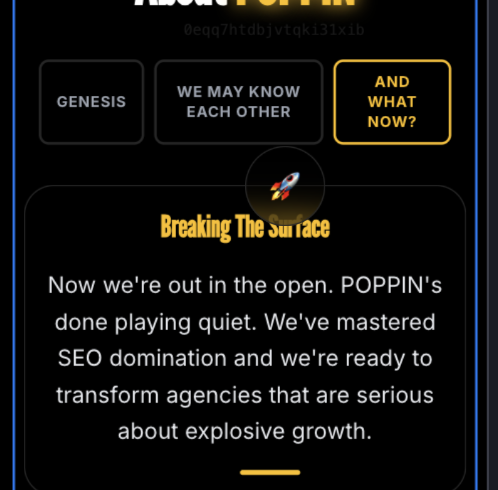 About POPPIN
0eqq7htdbjvtqki31xib
GENESIS
WE MAY KNOW
EACH OTHER
AND
WHAT
NOW?
Breaking The Surface
Now we're out in the open. POPPIN's
done playing quiet. We've mastered
SEO domination and we're ready to
transform agencies that are serious
about explosive growth.